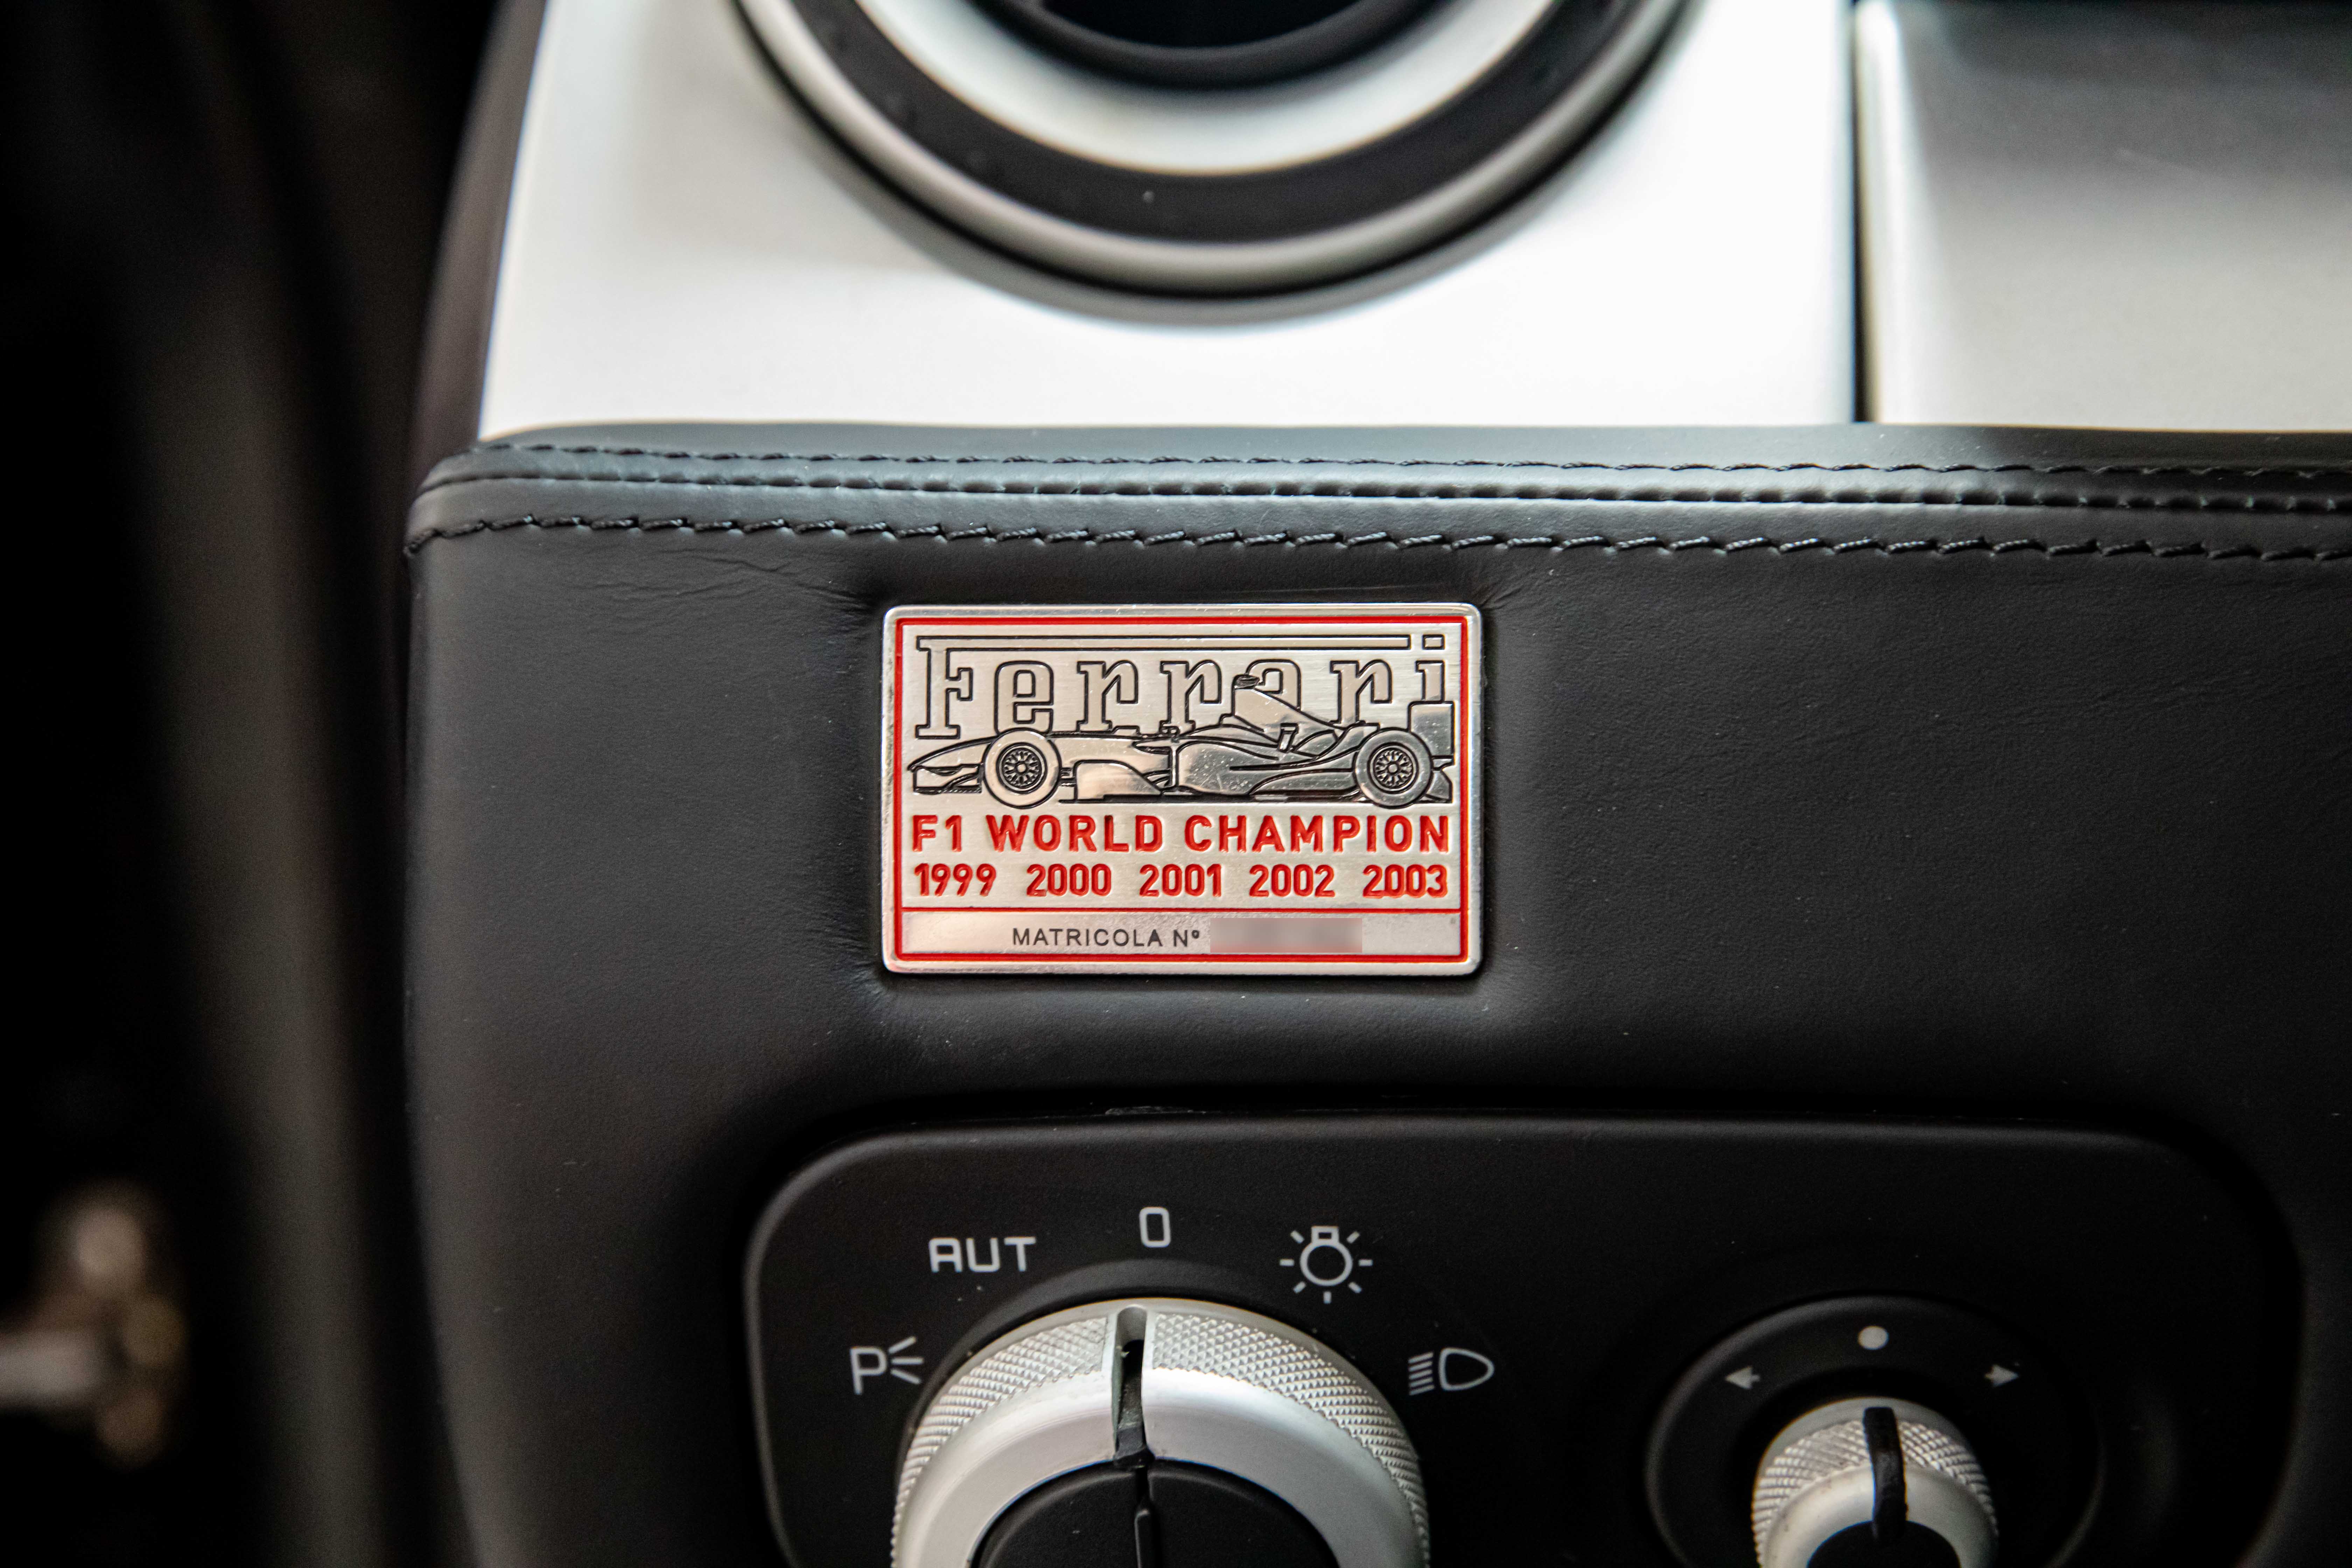 Ferrari
F1 WORLD CHAMPION
1999 2000 2001 2002 2003
MATRICOLA Nº
0
AUT
P